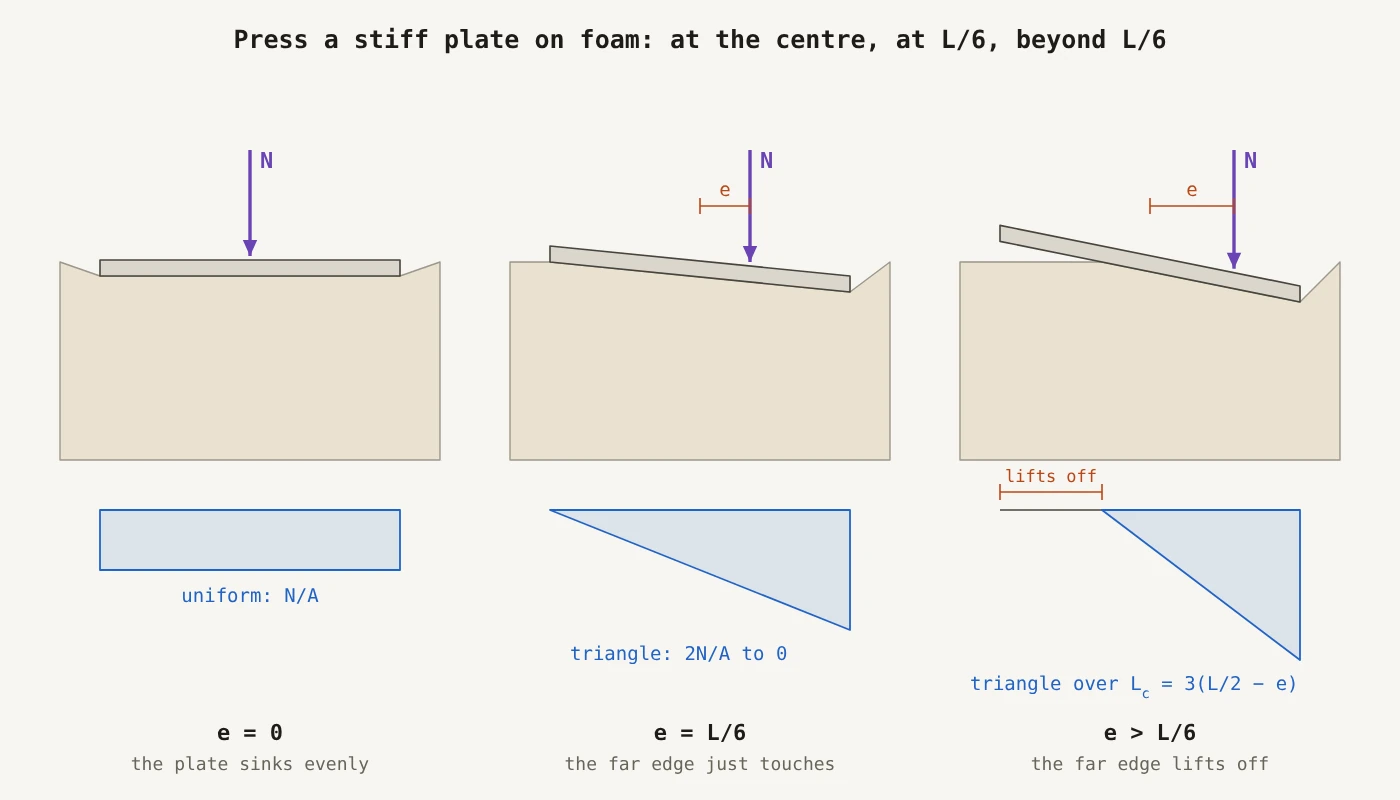 Press a stiff plate on foam: at the centre, at L/6, beyond L/6
N
N
N
e
e
lifts off
uniform: N/A
triangle: 2N/A to 0
triangle over Lc = 3(L/2 − e)
e = 0
e = L/6
e > L/6
the plate sinks evenly
the far edge just touches
the far edge lifts off